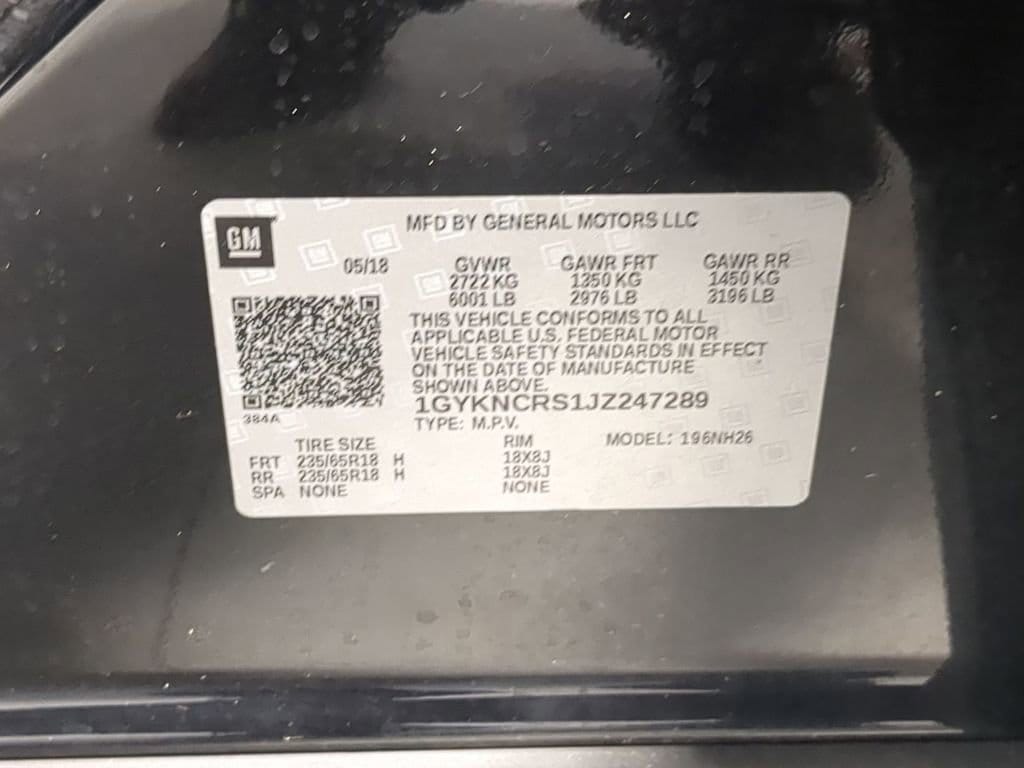 GM
MFD BY GENERAL MOTORS LLC
05/18 GVWR GAWR FRT GAWR RR
2722 KG 1350 KG 1450 KG
6001 LB 2976 LB 3196 LB
THIS VEHICLE CONFORMS TO ALL
APPLICABLE U.S. FEDERAL MOTOR
VEHICLE SAFETY STANDARDS IN EFFECT
ON THE DATE OF MANUFACTURE
SHOWN ABOVE.
1GYKNCRS1JZ247289
384A
TYPE: M.P.V.
TIRE SIZE RIM MODEL: 196NH26
FRT 235/65R18 H 18X8J
RR 235/65R18 H 18X8J
SPA NONE NONE